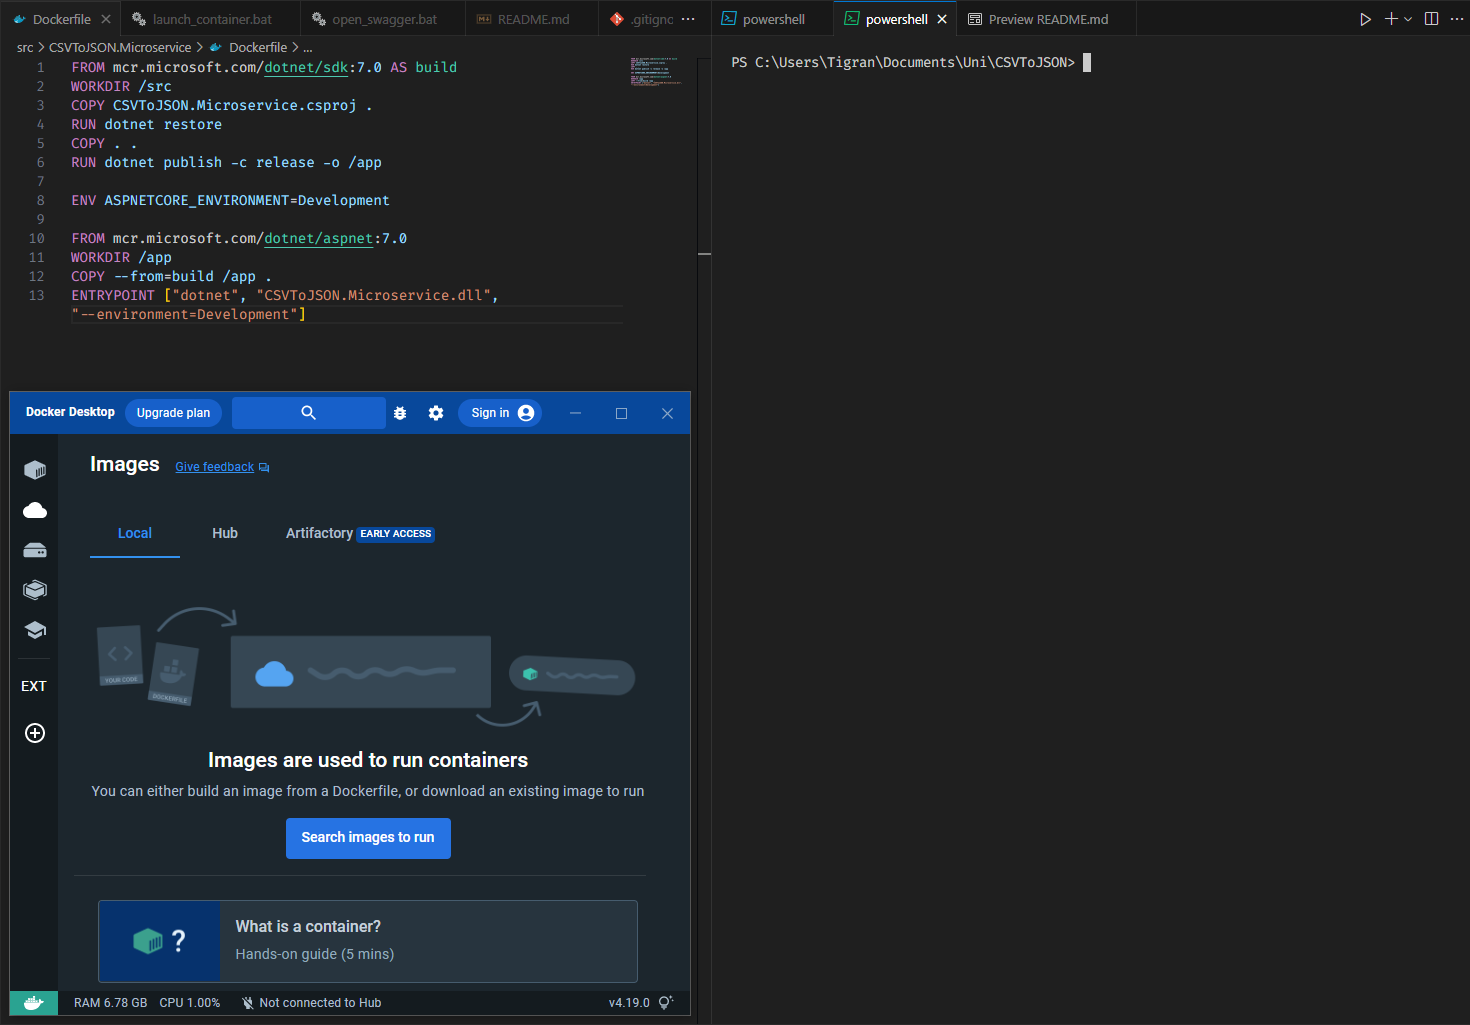 Dockerfile
launch_container.bat
open_swagger.bat
README.md
.gitigno
powershell
powershell
Preview README.md
src > CSVToJSON.Microservice > Dockerfile > ...
1 FROM mcr.microsoft.com/dotnet/sdk:7.0 AS build
2 WORKDIR /src
3 COPY CSVToJSON.Microservice.csproj .
4 RUN dotnet restore
5 COPY . .
6 RUN dotnet publish -c release -o /app
7
8 ENV ASPNETCORE_ENVIRONMENT=Development
9
10 FROM mcr.microsoft.com/dotnet/aspnet:7.0
11 WORKDIR /app
12 COPY --from=build /app .
13 ENTRYPOINT ["dotnet", "CSVToJSON.Microservice.dll",
"--environment=Development"]
PS C:\Users\Tigran\Documents\Uni\CSVToJSON>
Docker Desktop
Upgrade plan
Sign in
Images
Give feedback
Local
Hub
Artifactory EARLY ACCESS
YOUR CODE
DOCKERFILE
EXT
Images are used to run containers
You can either build an image from a Dockerfile, or download an existing image to run
Search images to run
?
What is a container?
Hands-on guide (5 mins)
RAM 6.78 GB CPU 1.00% Not connected to Hub
v4.19.0